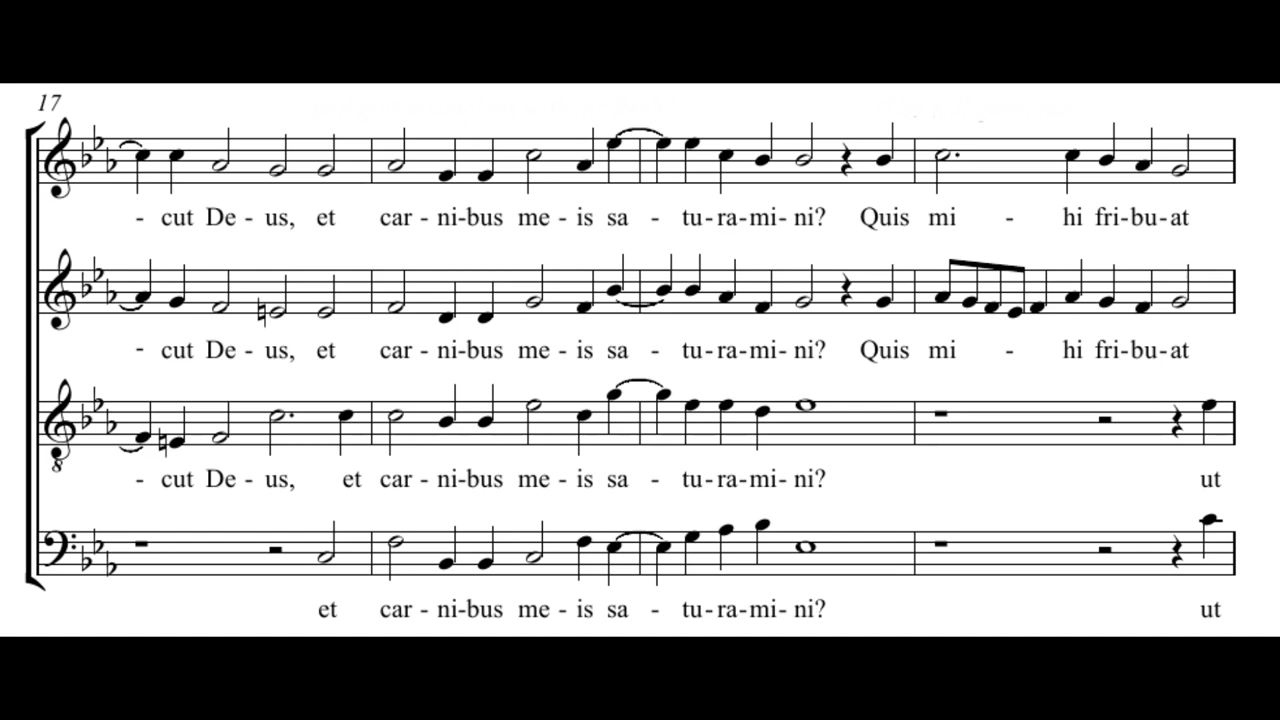 17
- cut De - us, et car - ni-bus me - is sa - tu-ra-mi- ni? Quis mi - hi fri-bu-at
- cut De - us, et car - ni-bus me - is sa - tu-ra-mi- ni? Quis mi - hi fri-bu-at
8
- cut De - us, et car - ni-bus me - is sa - tu-ra-mi- ni? ut
et car - ni-bus me - is sa - tu-ra-mi- ni? ut